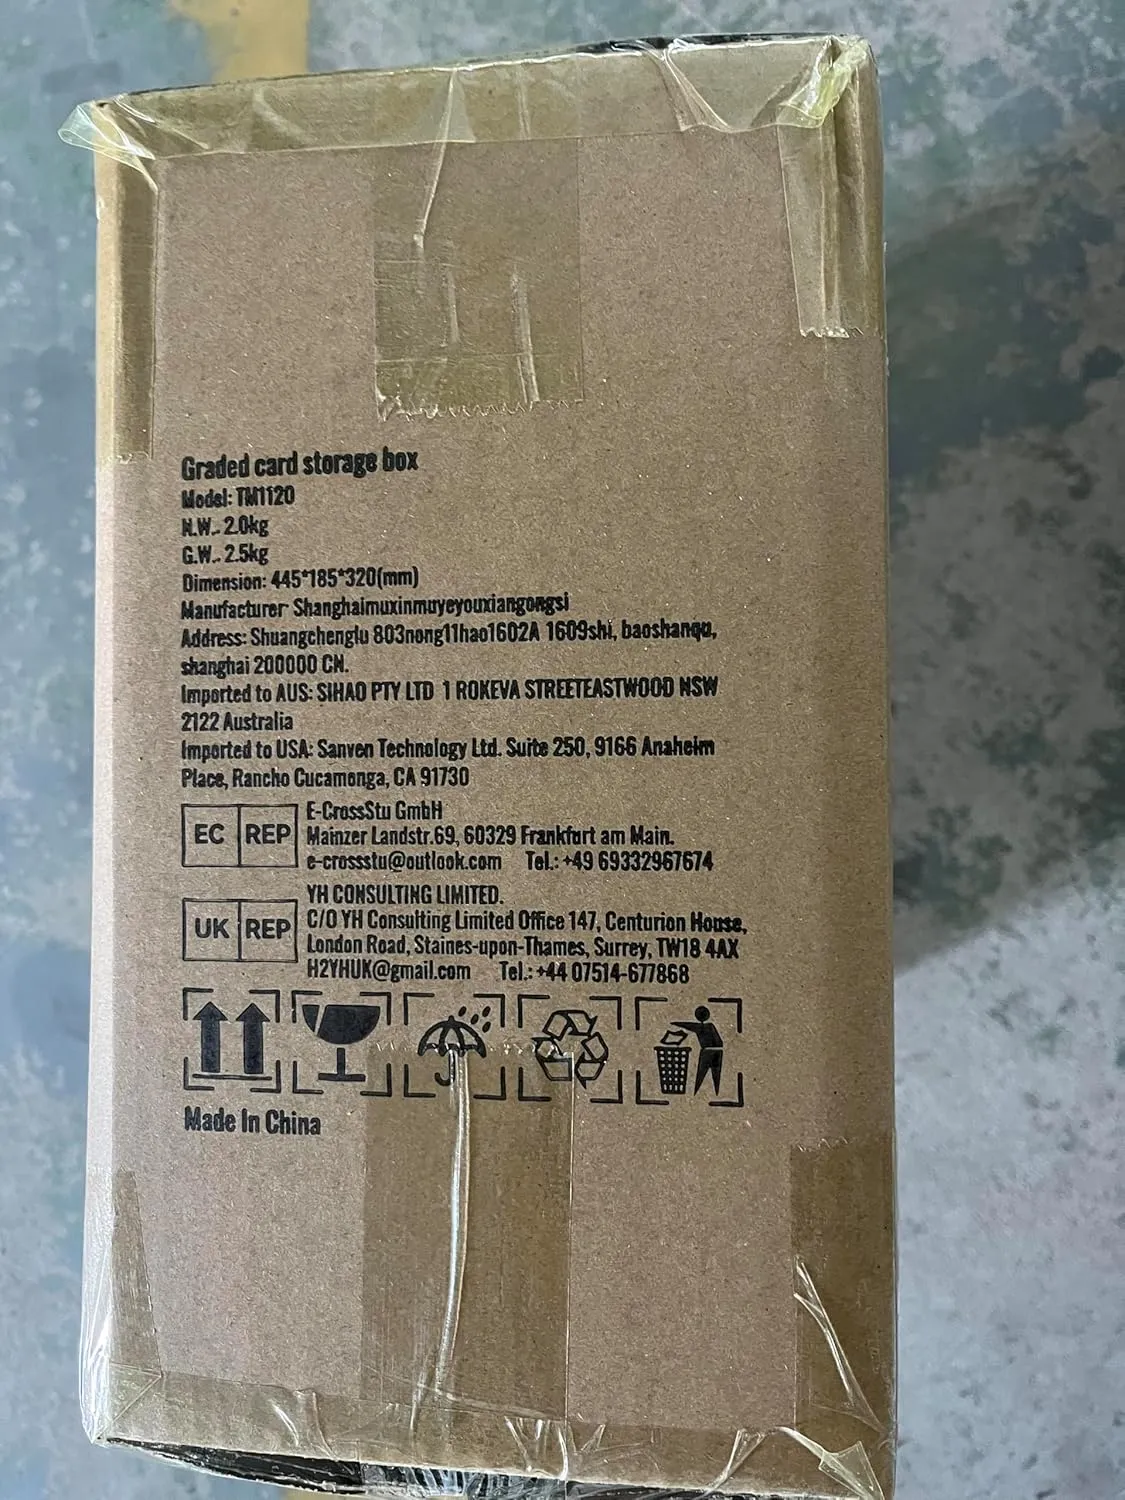 Graded card storage box
Model: TM1120
N.W.: 2.0kg
G.W.: 2.5kg
Dimension: 445*185*320(mm)
Manufacturer: Shanghaimuxinmuyeyouxiangongsi
Address: Shuangchenglu 803nong11hao1602A 1609shi, baoshanqu,
shanghai 200000 CN.
Imported to AUS: SIHAO PTY LTD 1 ROKEVA STREETEASTWOOD NSW
2122 Australia
Imported to USA: Sanven Technology Ltd. Suite 250, 9166 Anaheim
Place, Rancho Cucamonga, CA 91730
EC REP
E-CrossStu GmbH
Mainzer Landstr.69, 60329 Frankfurt am Main.
e-crossstu@outlook.com Tel.: +49 69332967674
UK REP
YH CONSULTING LIMITED.
C/O YH Consulting Limited Office 147, Centurion House,
London Road, Staines-upon-Thames, Surrey, TW18 4AX
H2YHUK@gmail.com Tel.: +44 07514-677868
Made In China